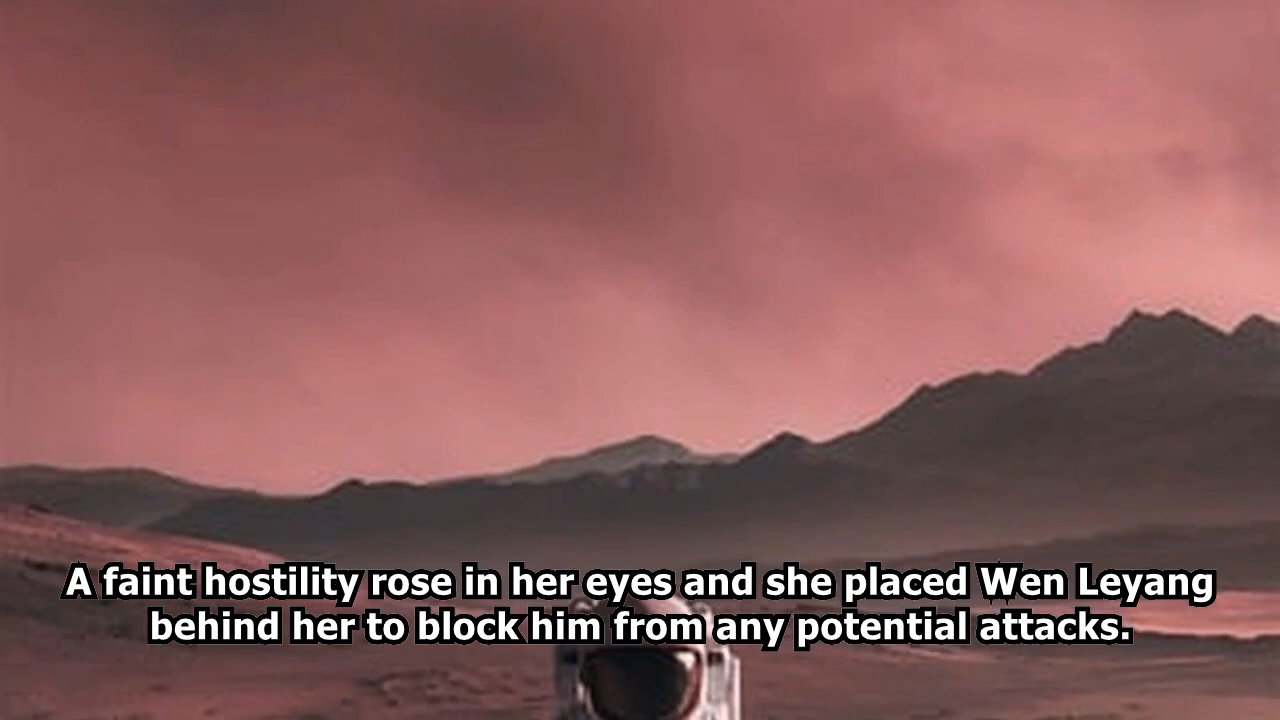 A faint hostility rose in her eyes and she placed Wen Leyang
behind her to block him from any potential attacks.